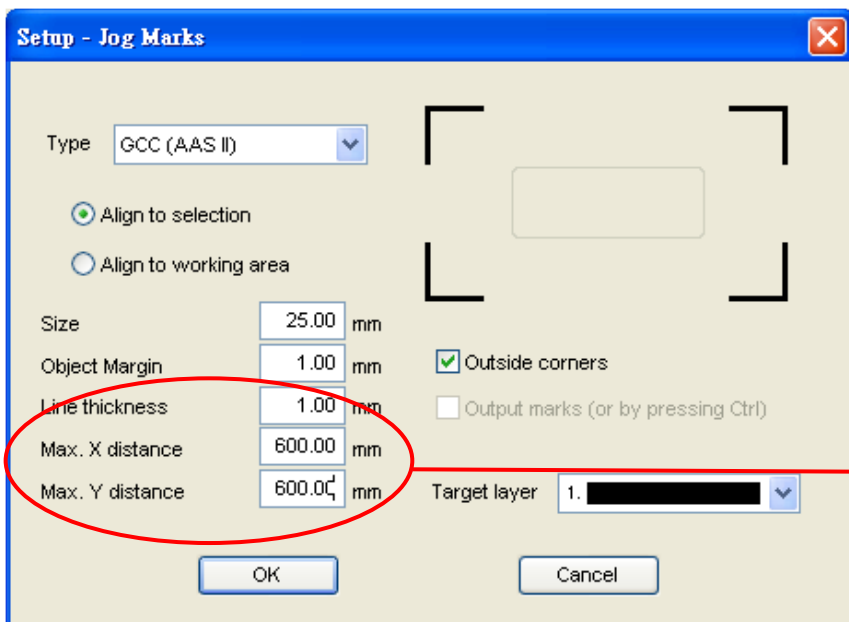 Setup - Jog Marks
Type GCC (AAS II)
Align to selection
Align to working area
Size 25.00 mm
Object Margin 1.00 mm
Outside corners
Line thickness 1.00 mm
Output marks (or by pressing Ctrl)
Max. X distance 600.00 mm
Max. Y distance 600.00 mm
Target layer 1.
OK Cancel